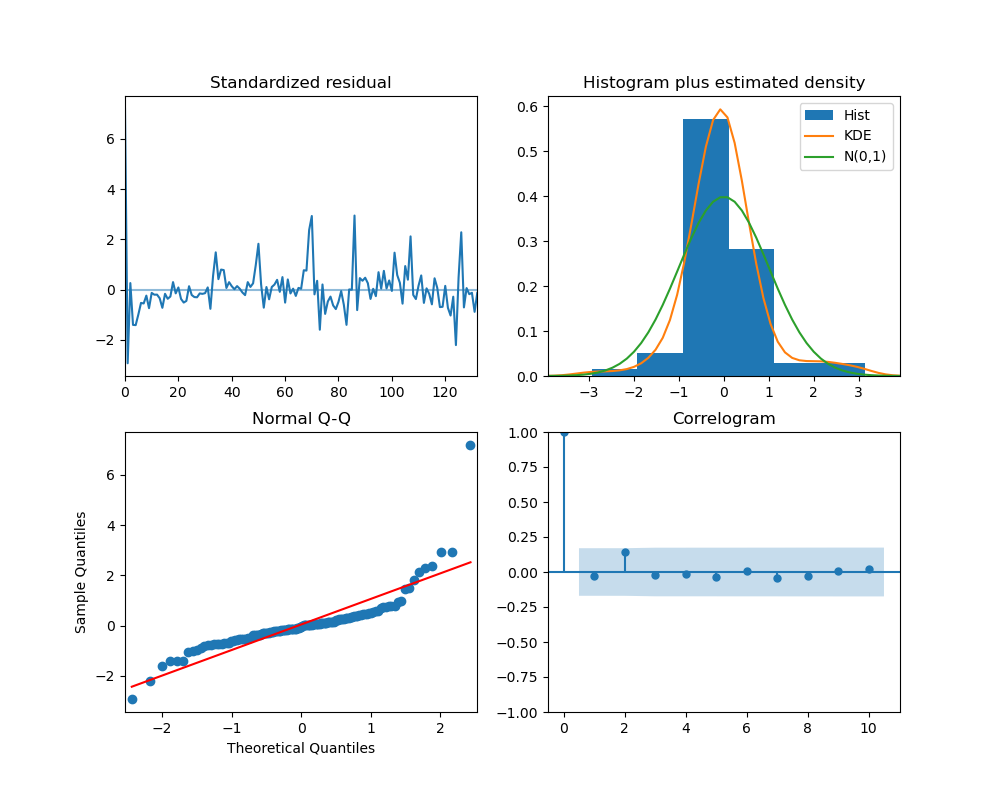 Standardized residual
6
4
2
0
−2
0 20 40 60 80 100 120
Histogram plus estimated density
0.6
0.5
0.4
0.3
0.2
0.1
0.0
−3 −2 −1 0 1 2 3
Hist
KDE
N(0,1)
Normal Q-Q
Sample Quantiles
6
4
2
0
−2
−2 −1 0 1 2
Theoretical Quantiles
Correlogram
1.00
0.75
0.50
0.25
0.00
−0.25
−0.50
−0.75
−1.00
0 2 4 6 8 10